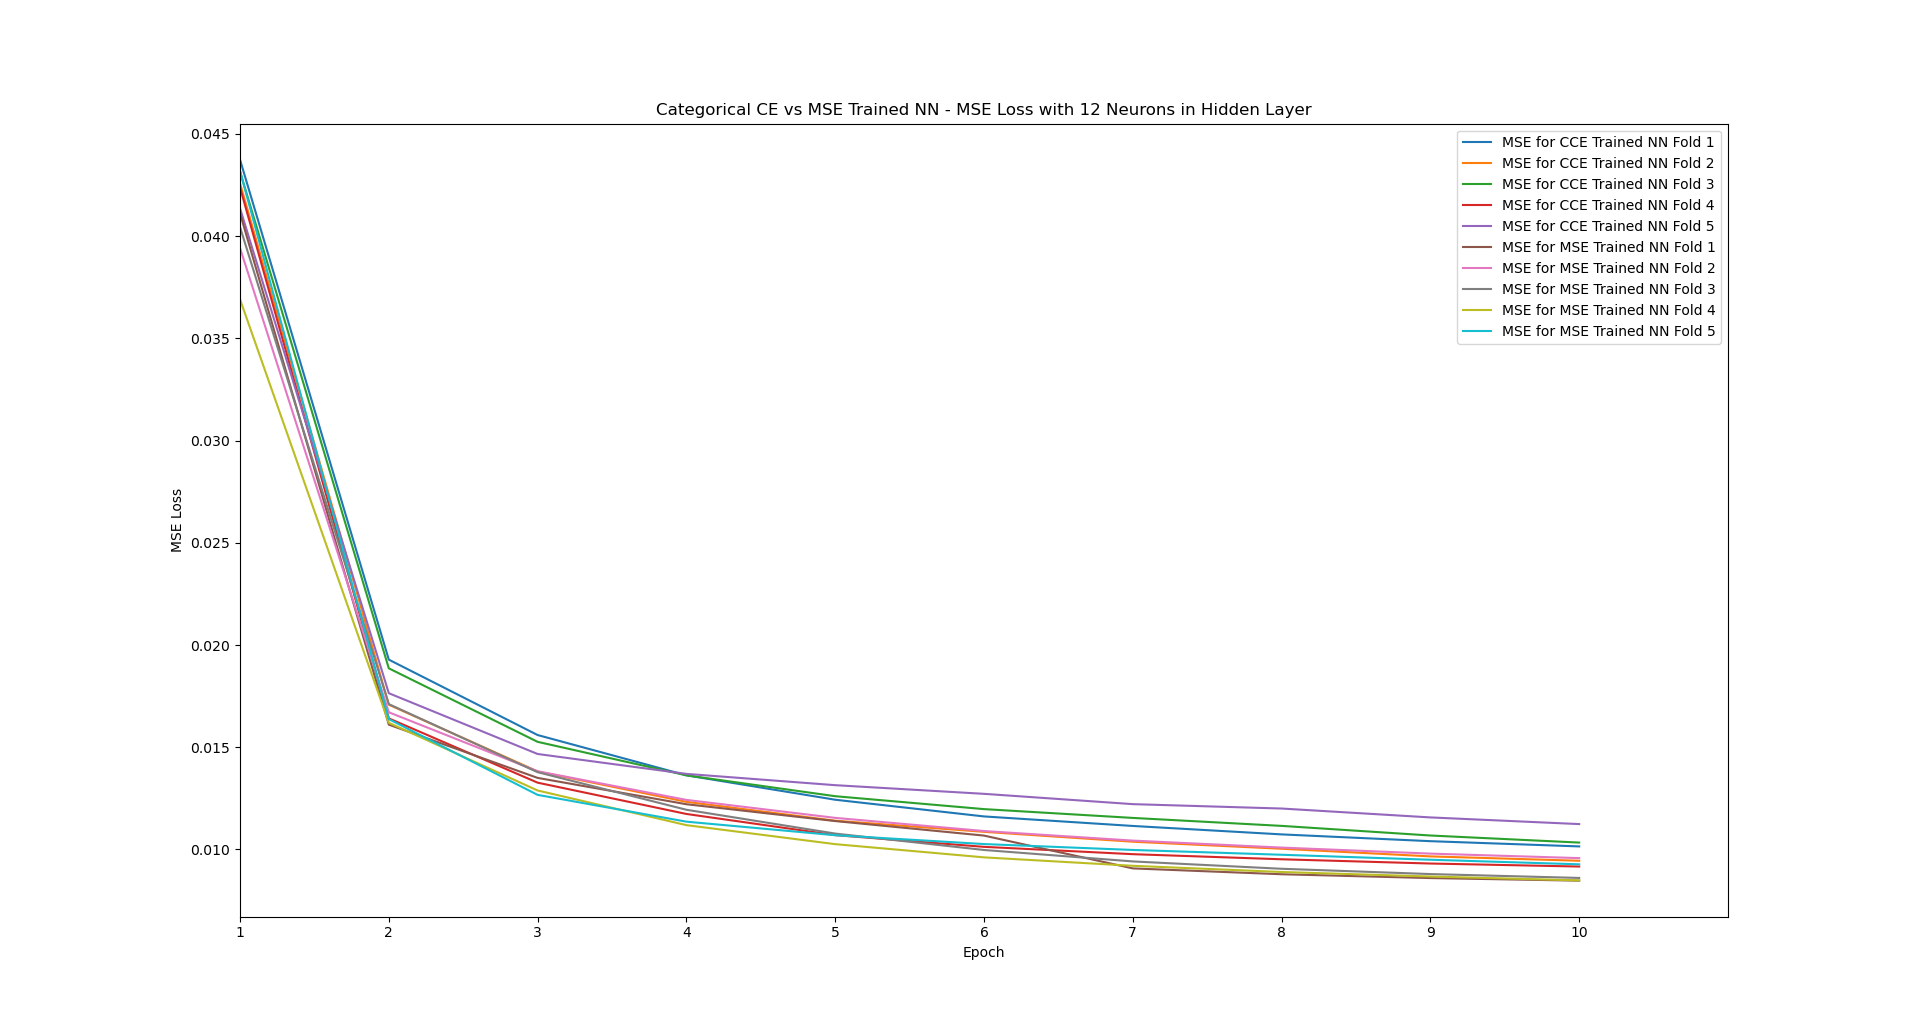 Categorical CE vs MSE Trained NN - MSE Loss with 12 Neurons in Hidden Layer
MSE for CCE Trained NN Fold 1
MSE for CCE Trained NN Fold 2
MSE for CCE Trained NN Fold 3
MSE for CCE Trained NN Fold 4
MSE for CCE Trained NN Fold 5
MSE for MSE Trained NN Fold 1
MSE for MSE Trained NN Fold 2
MSE for MSE Trained NN Fold 3
MSE for MSE Trained NN Fold 4
MSE for MSE Trained NN Fold 5
0.045
0.040
0.035
0.030
0.025
0.020
0.015
0.010
MSE Loss
1 2 3 4 5 6 7 8 9 10
Epoch